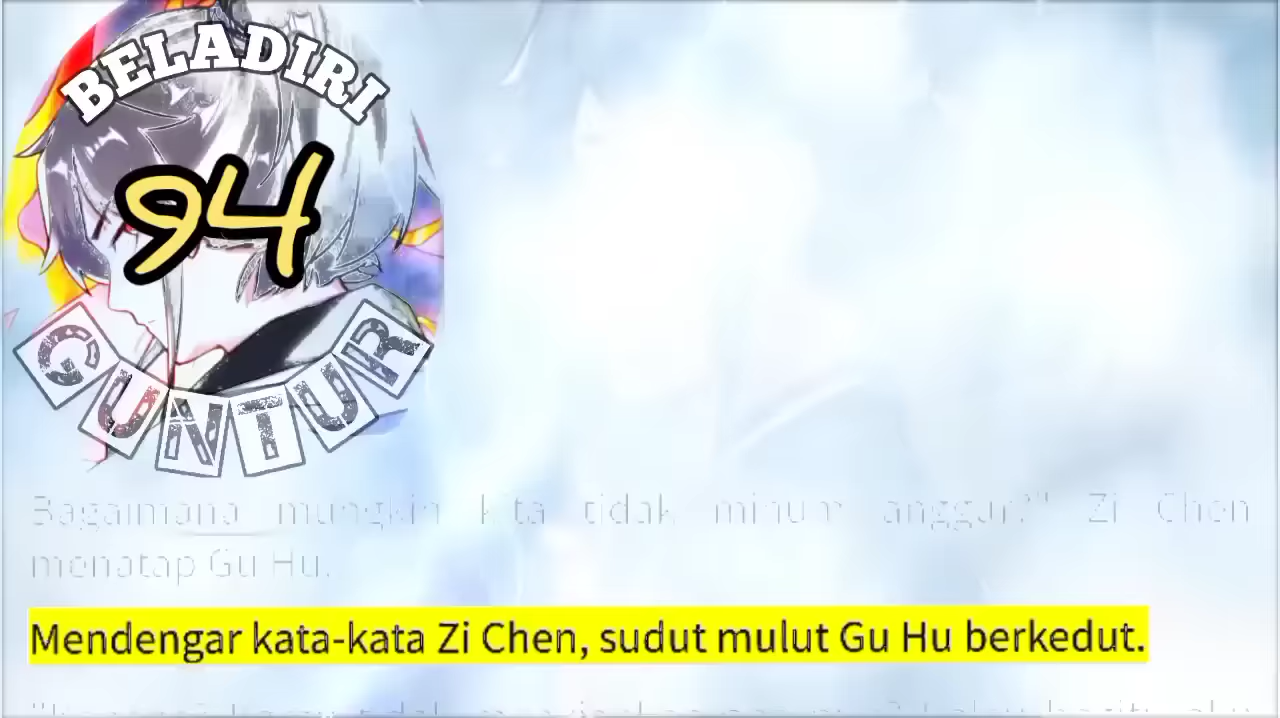 BELADIRI
94
GUNTUR
Bagaimana mungkin kita tidak minum anggur?" Zi Chen
menatap Gu Hu.
Mendengar kata-kata Zi Chen, sudut mulut Gu Hu berkedut.